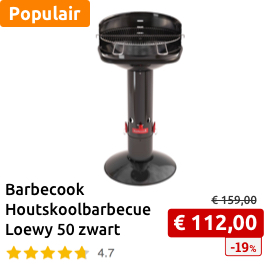 Populair
Barbecook
Houtskoolbarbecue
Loewy 50 zwart
4.7
€ 159,00
€ 112,00
-19%